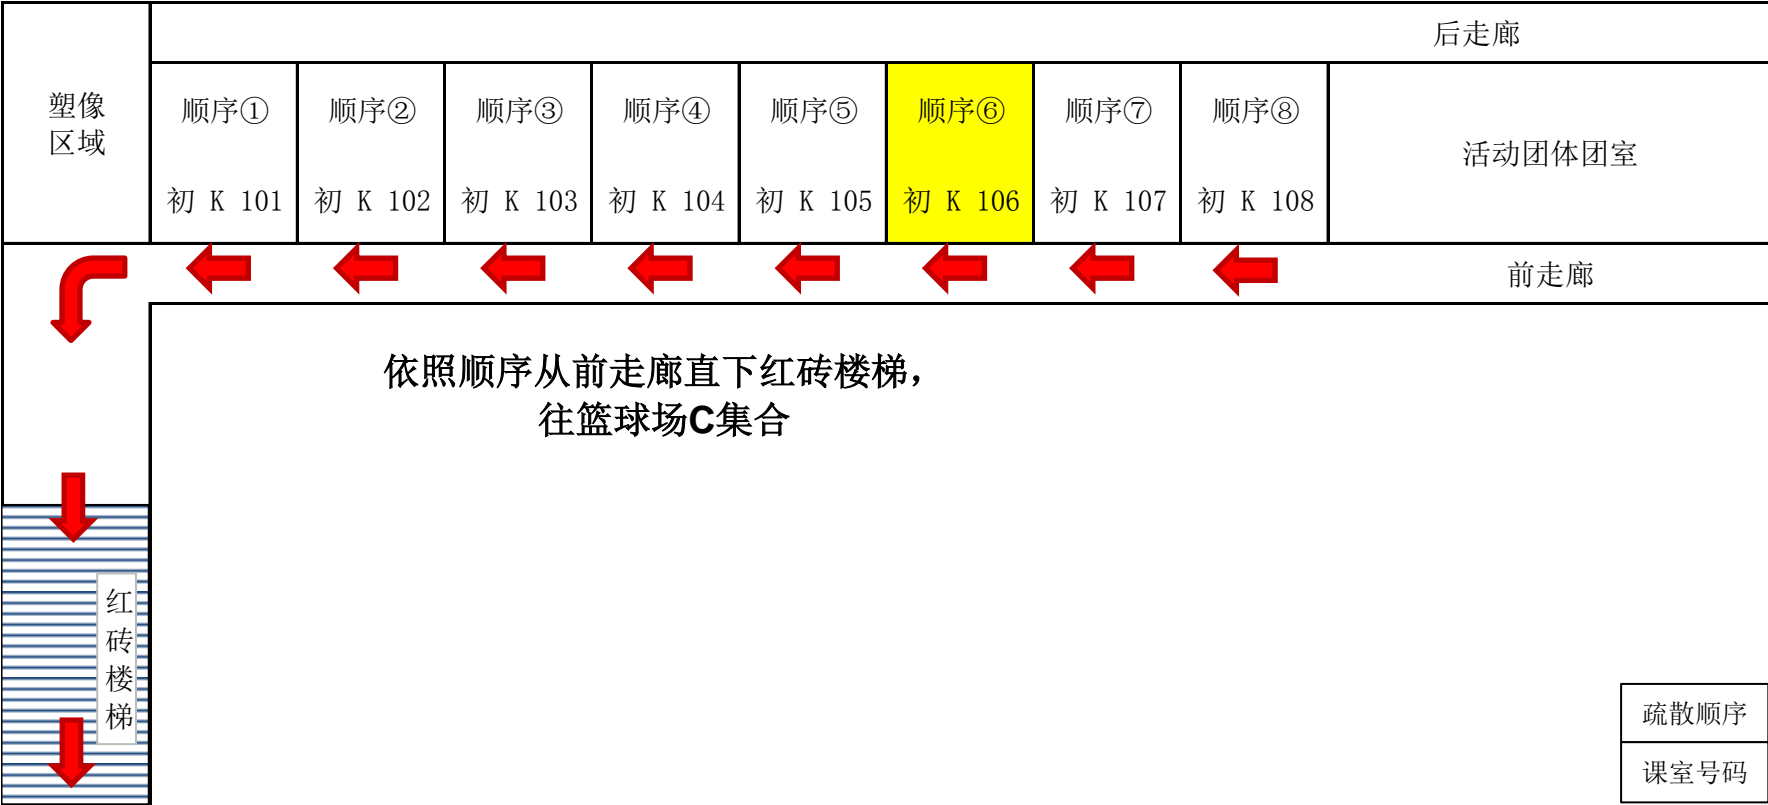 后走廊
塑像
区域
顺序① 顺序② 顺序③ 顺序④ 顺序⑤ 顺序⑥ 顺序⑦ 顺序⑧
初 K 101 初 K 102 初 K 103 初 K 104 初 K 105 初 K 106 初 K 107 初 K 108
活动团体团室
前走廊
依照顺序从前走廊直下红砖楼梯，
往篮球场C集合
红
砖
楼
梯
疏散顺序
课室号码